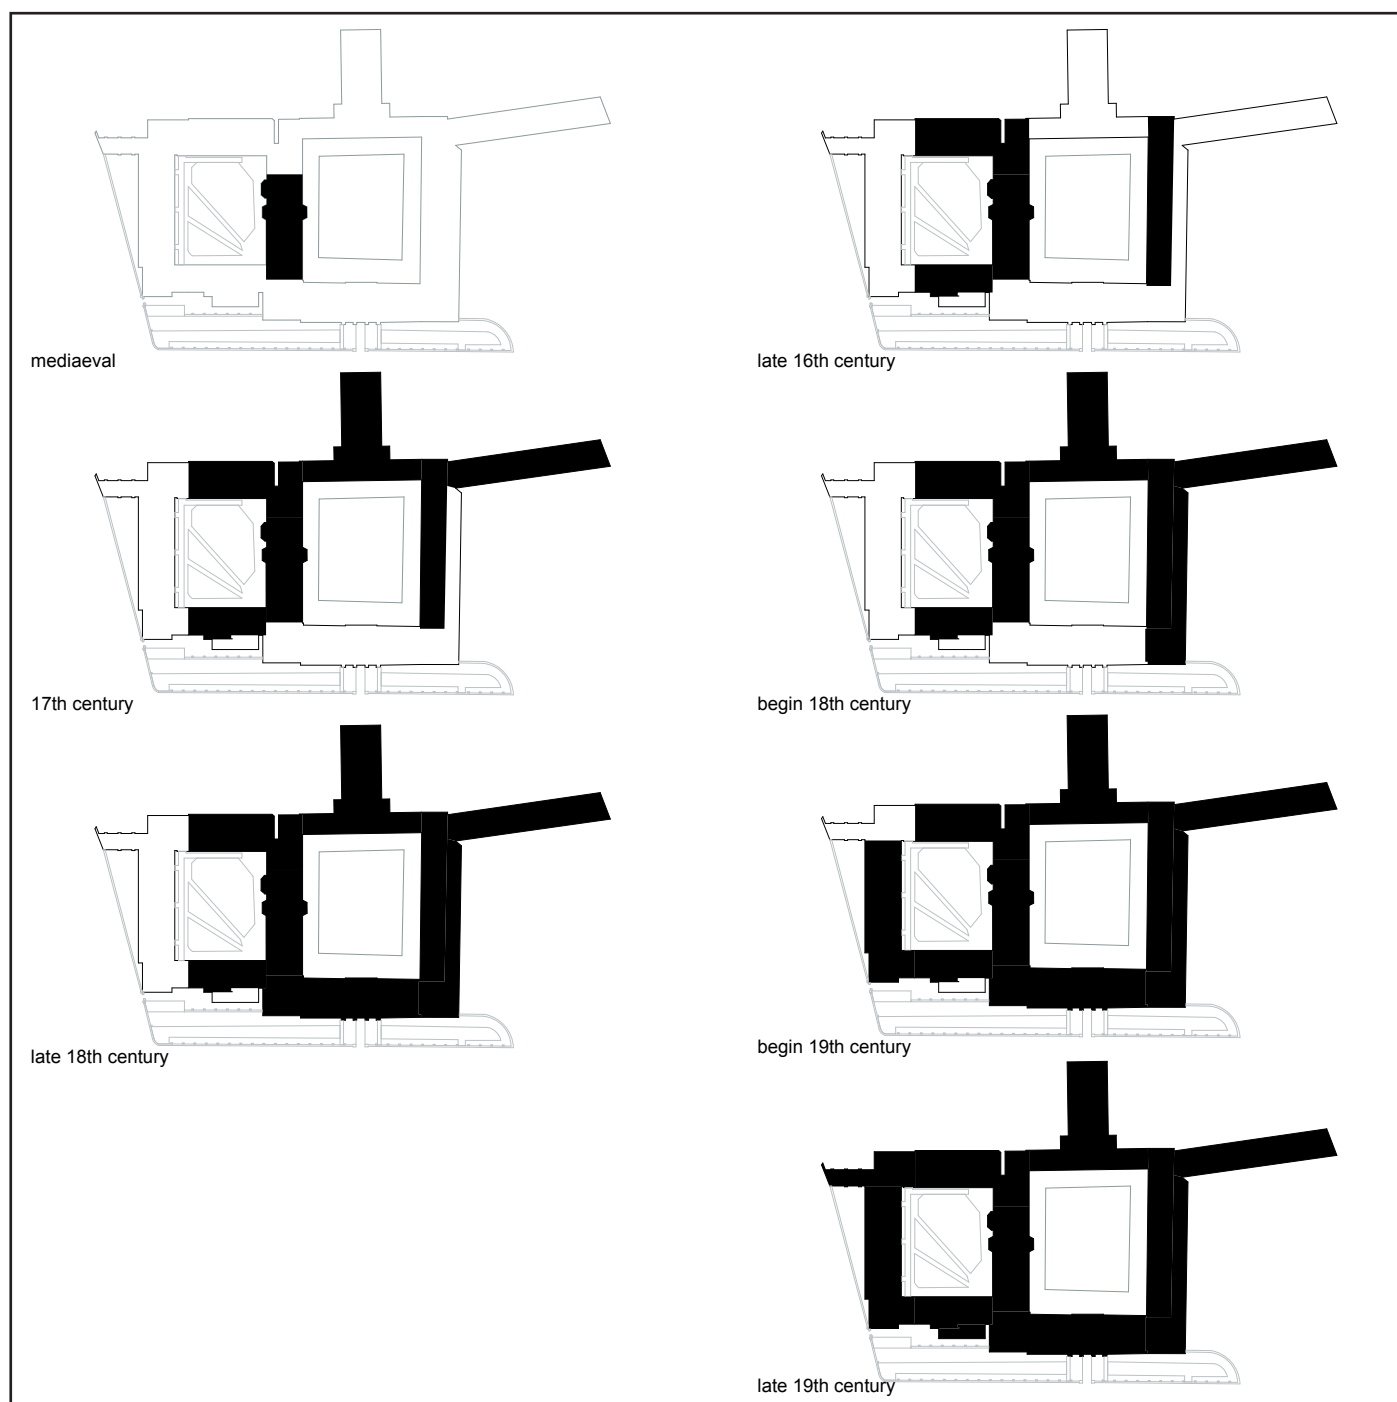 mediaeval
late 16th century
17th century
begin 18th century
late 18th century
begin 19th century
late 19th century